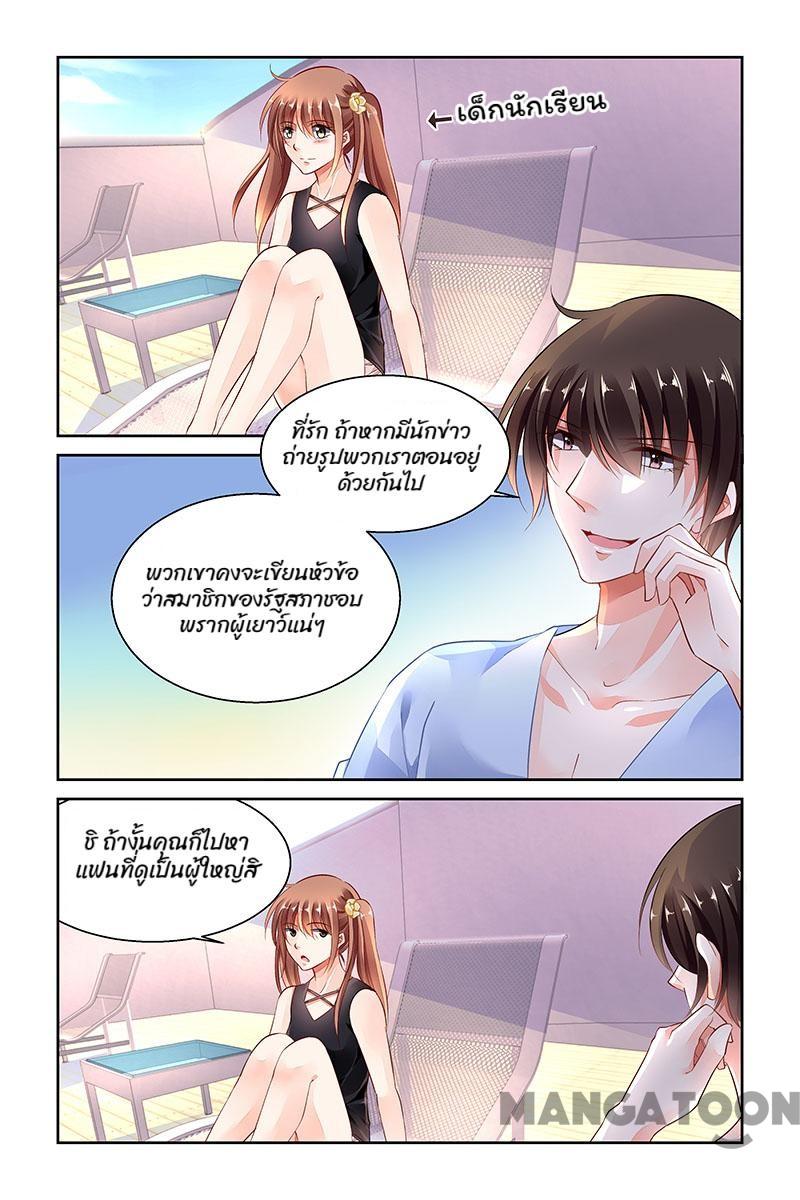 เด็กนักเรียน
ที่รัก ถ้าหากมีนักข่าว
ถ่ายรูปพวกเราตอนอยู่
ด้วยกันไป
พวกเขาคงจะเขียนหัวข้อ
ว่าสมาชิกของรัฐสภาชอบ
พรากผู้เยาว์แน่ๆ
ชิ ถ้างั้นคุณก็ไปหา
แฟนที่ดูเป็นผู้ใหญ่สิ
MANGATOON